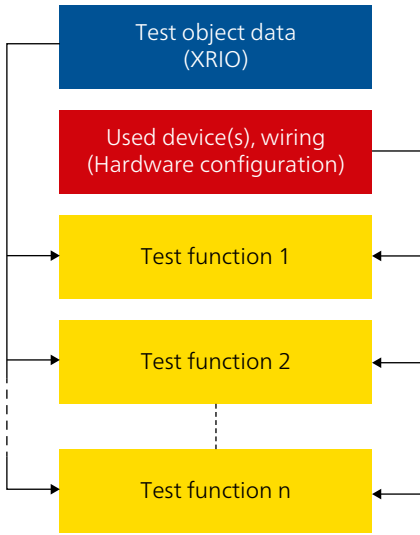 Test object data
(XRIO)
Used device(s), wiring
(Hardware configuration)
Test function 1
Test function 2
Test function n